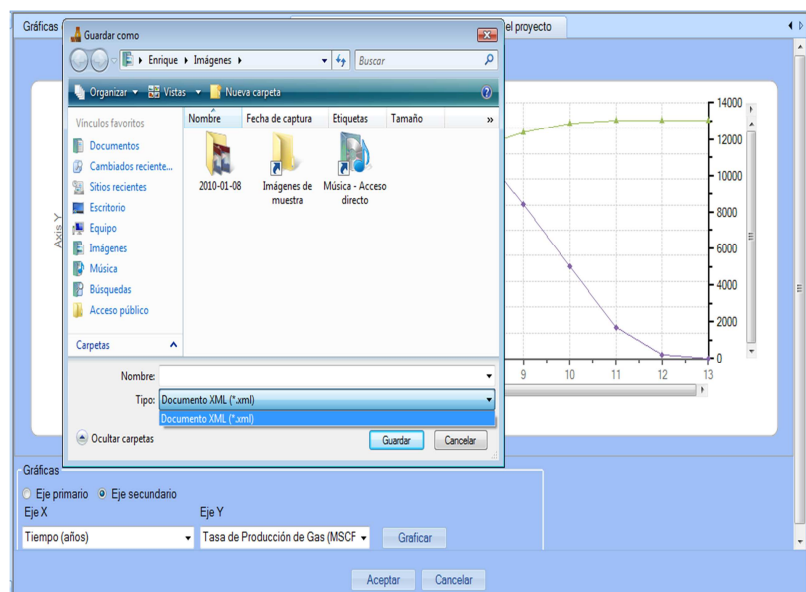 Gráficas
el proyecto
Guardar como
Enrique
Imágenes
Buscar
Organizar
Vistas
Nueva carpeta
Vínculos favoritos
Documentos
Cambiados reciente...
Sitios recientes
Escritorio
Equipo
Imágenes
Música
Búsquedas
Acceso público
Carpetas
Nombre
Fecha de captura
Etiquetas
Tamaño
»
2010-01-08
Imágenes de muestra
Música - Acceso directo
Nombre:
Tipo: Documento XML (*.xml)
Documento XML (*.xml)
Ocultar carpetas
Guardar
Cancelar
Axis Y
14000
12000
10000
8000
6000
4000
2000
0
9 10 11 12 13
Gráficas
Eje primario Eje secundario
Eje X Eje Y
Tiempo (años) Tasa de Producción de Gas (MSCF Graficar
Aceptar Cancelar